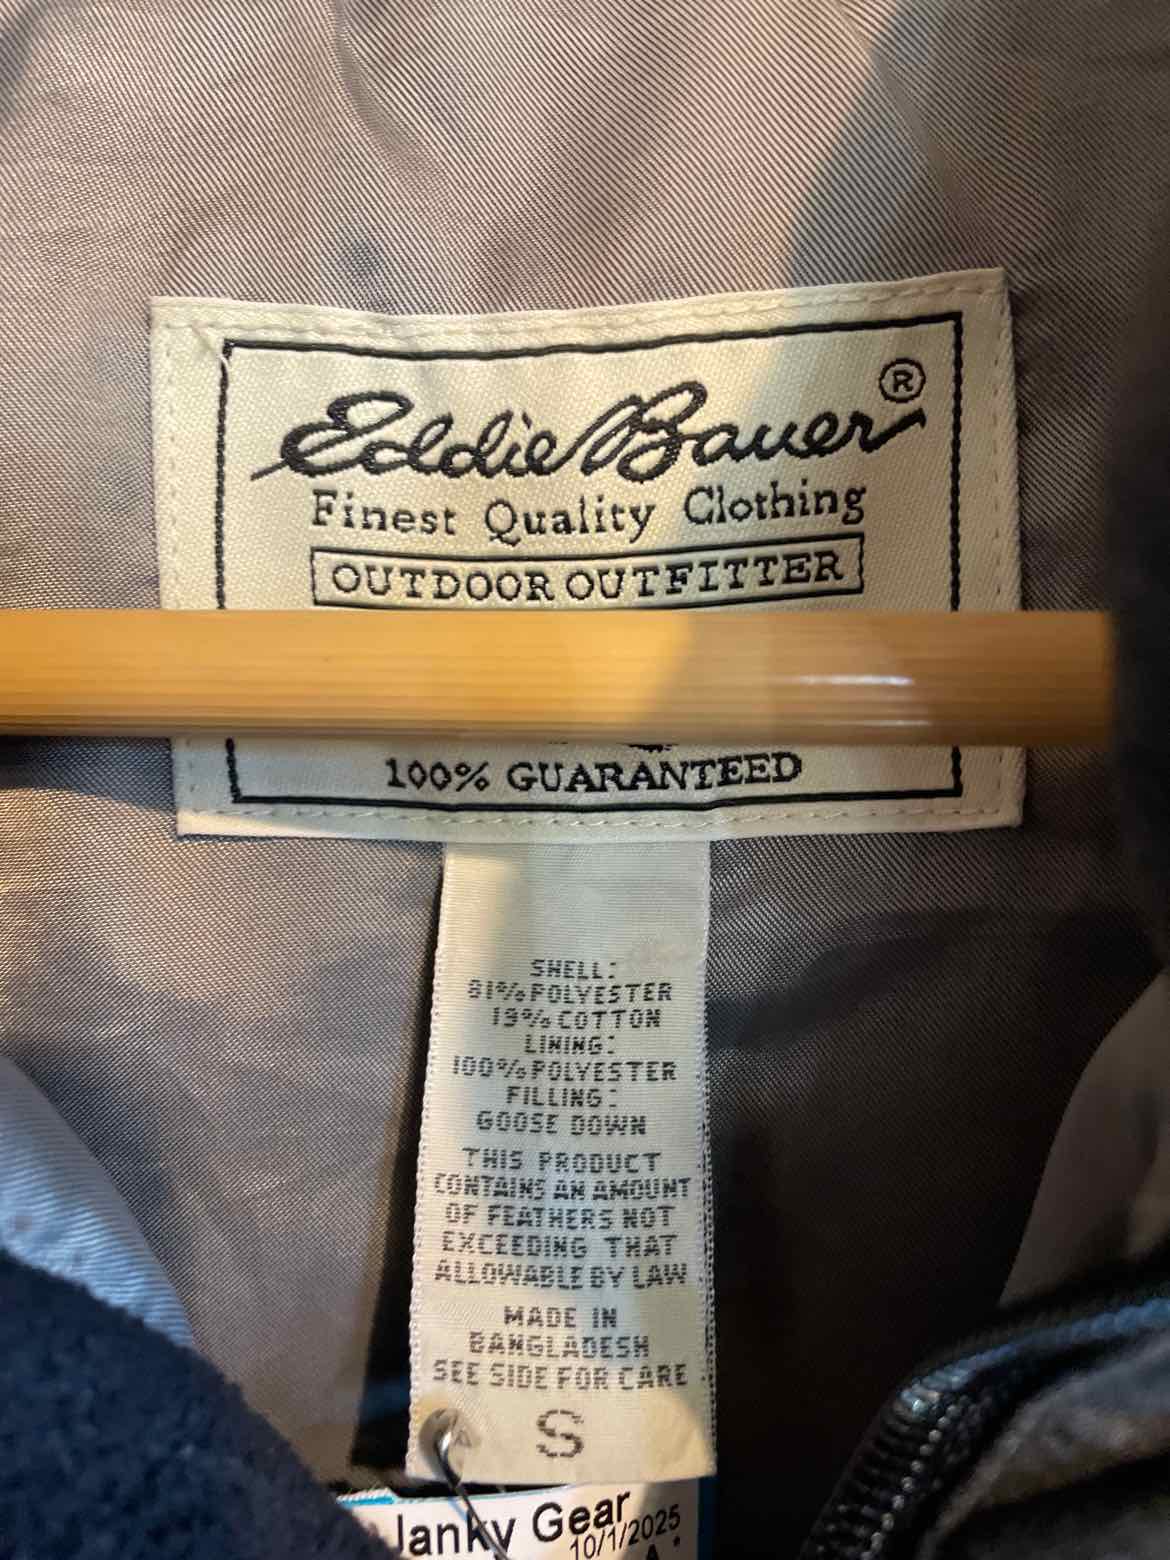 Eddie Bauer ®
Finest Quality Clothing
OUTDOOR OUTFITTER
100% GUARANTEED
SHELL:
81% POLYESTER
19% COTTON
LINING:
100% POLYESTER
FILLING:
GOOSE DOWN
THIS PRODUCT
CONTAINS AN AMOUNT
OF FEATHERS NOT
EXCEEDING THAT
ALLOWABLE BY LAW
MADE IN
BANGLADESH
SEE SIDE FOR CARE
S
Janky Gear
10/1/2025